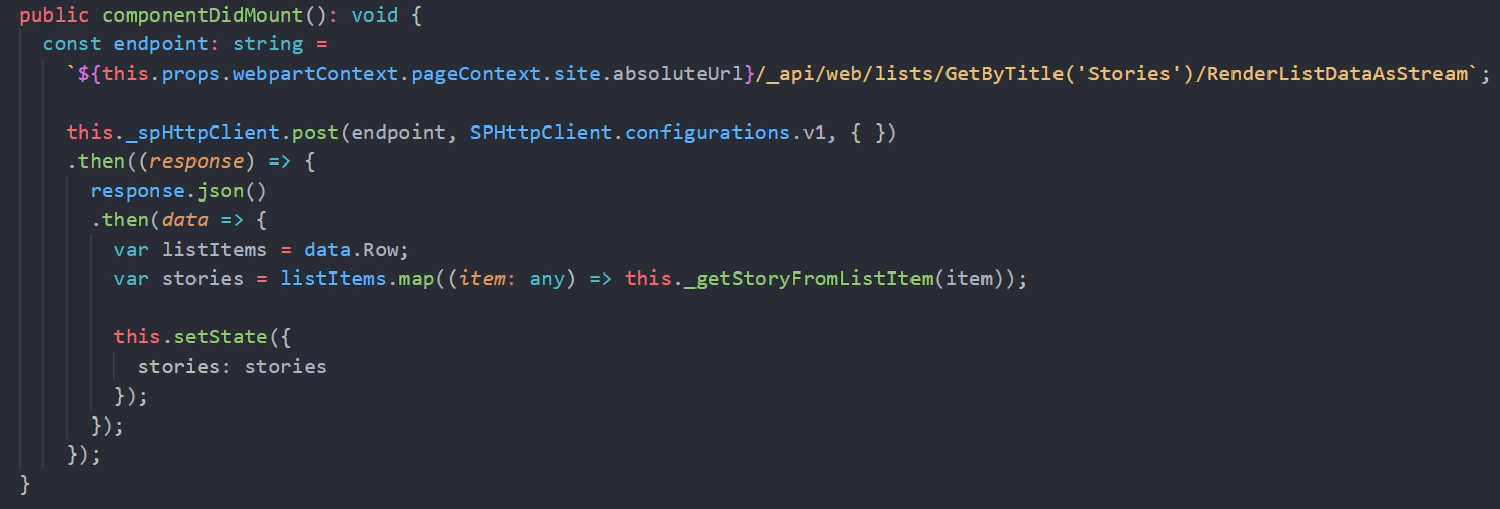 public componentDidMount(): void {
const endpoint: string =
`${this.props.webpartContext.pageContext.site.absoluteUrl}/_api/web/lists/GetByTitle('Stories')/RenderListDataAsStream`;
this._spHttpClient.post(endpoint, SPHttpClient.configurations.v1, { })
.then((response) => {
response.json()
.then(data => {
var listItems = data.Row;
var stories = listItems.map((item: any) => this._getStoryFromListItem(item));
this.setState({
stories: stories
});
});
});
}